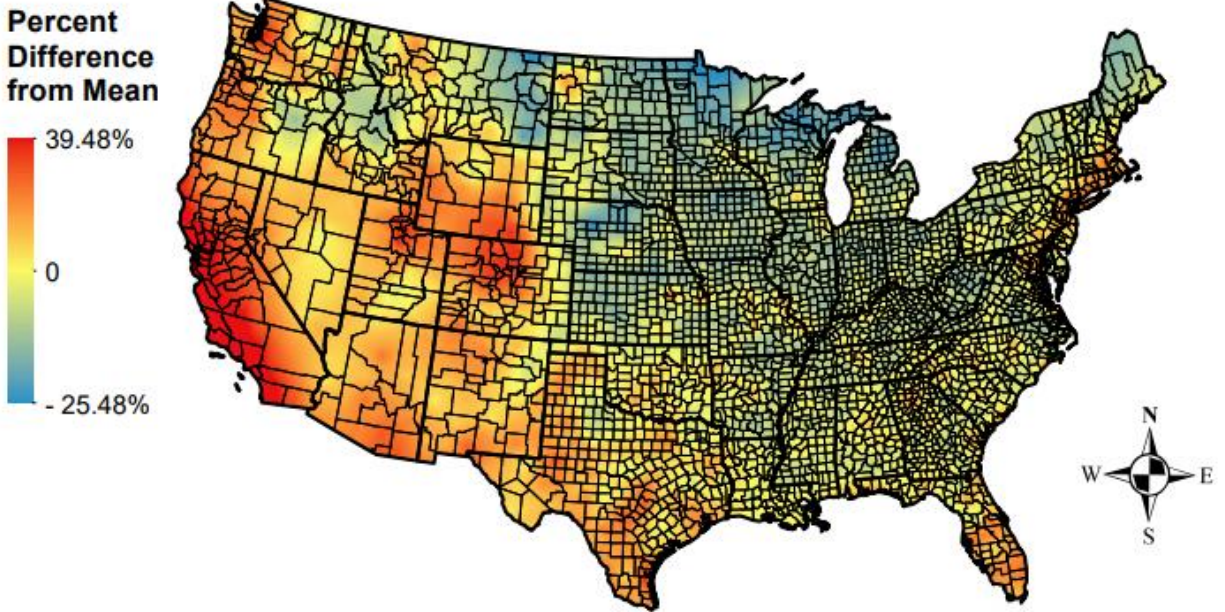 Percent
Difference
from Mean
39.48%
0
- 25.48%
N
W E
S